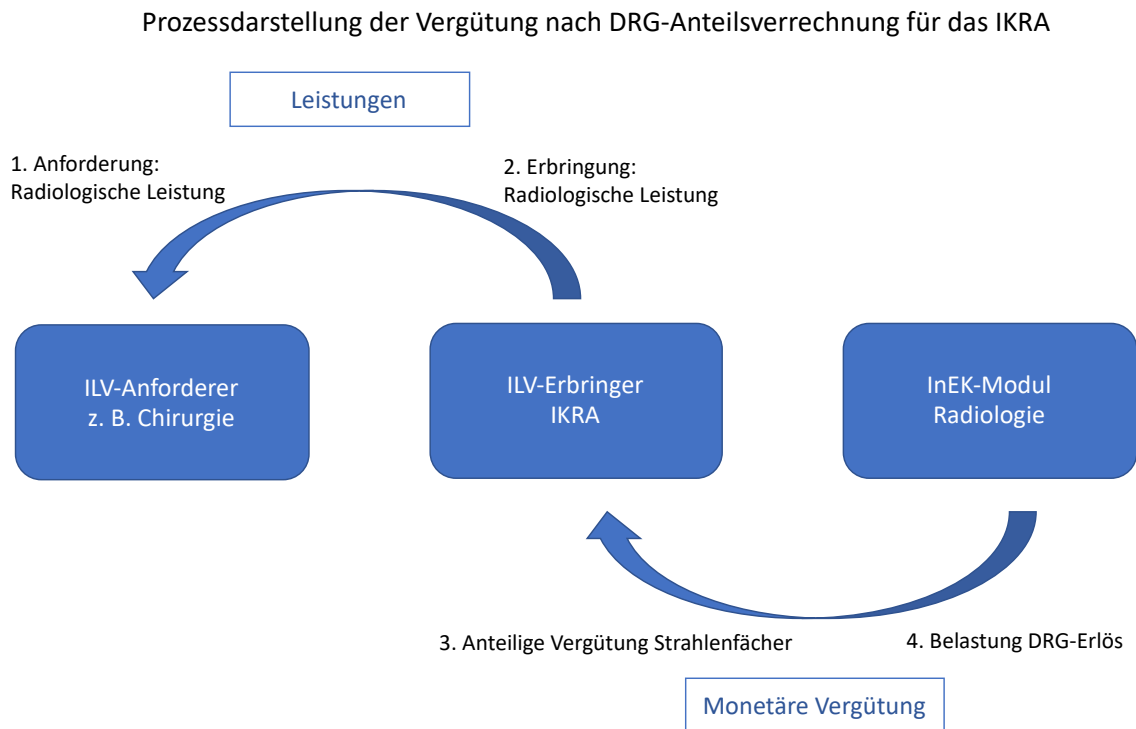 Prozessdarstellung der Vergütung nach DRG-Anteilsverrechnung für das IKRA
Leistungen
1. Anforderung:
Radiologische Leistung
2. Erbringung:
Radiologische Leistung
ILV-Anforderer
z. B. Chirurgie
ILV-Erbringer
IKRA
InEK-Modul
Radiologie
3. Anteilige Vergütung Strahlenfächer
4. Belastung DRG-Erlös
Monetäre Vergütung